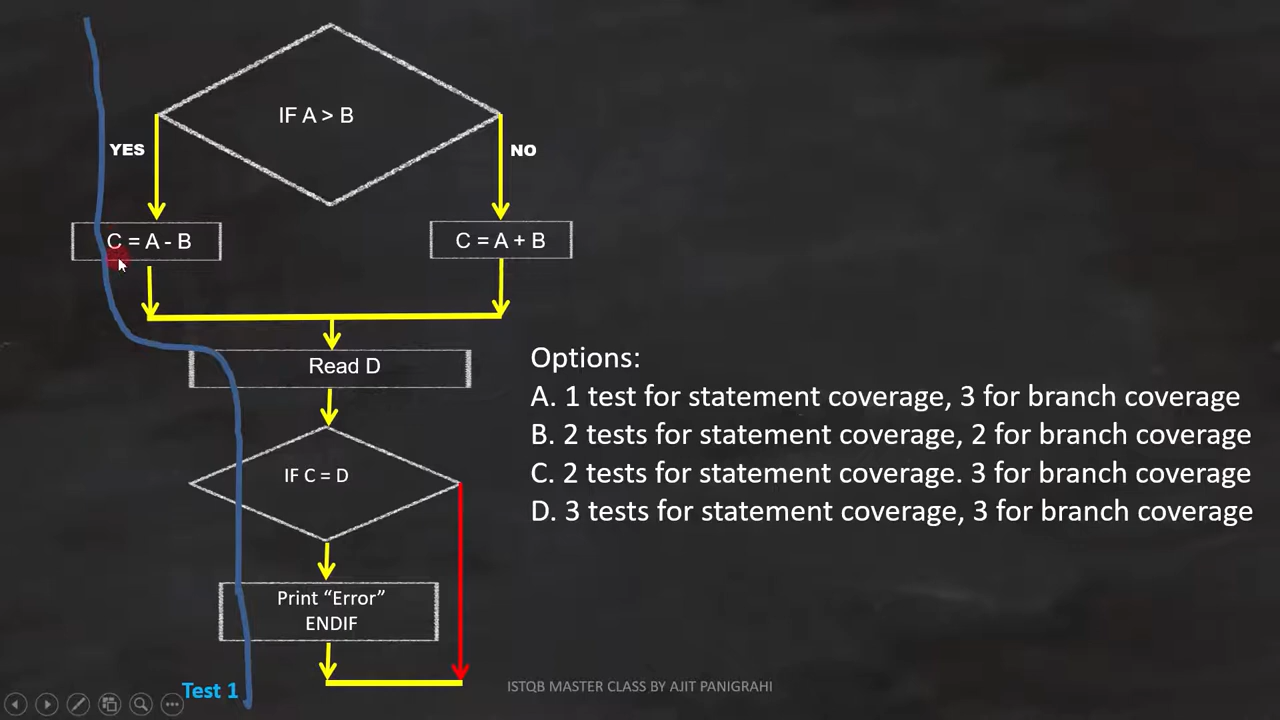 IF A > B
YES
NO
C = A - B
C = A + B
Read D
IF C = D
Print “Error”
ENDIF
Options:
A. 1 test for statement coverage, 3 for branch coverage
B. 2 tests for statement coverage, 2 for branch coverage
C. 2 tests for statement coverage. 3 for branch coverage
D. 3 tests for statement coverage, 3 for branch coverage
Test 1
ISTQB MASTER CLASS BY AJIT PANIGRAHI